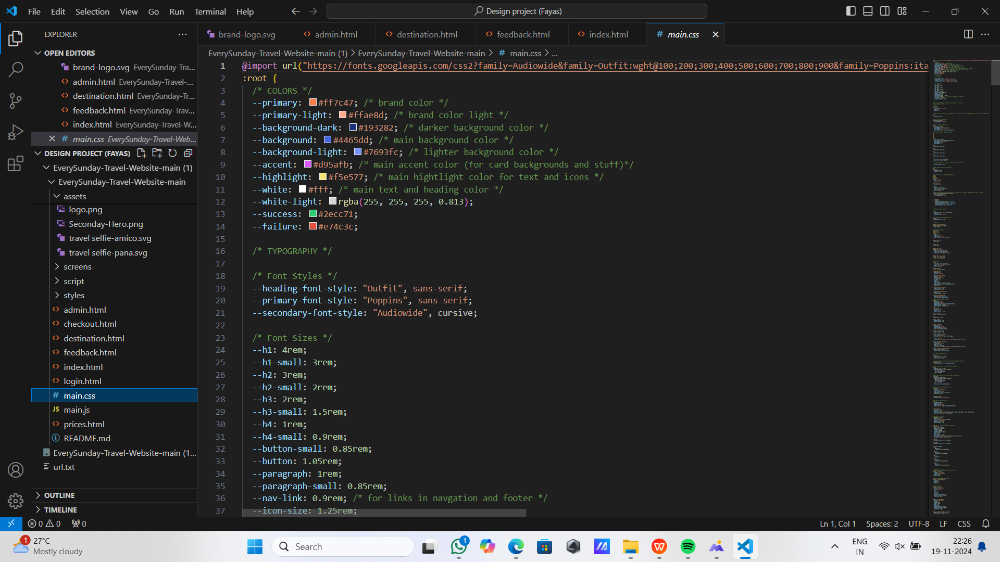 File Edit Selection View Go Run Terminal Help
Design project (Fayas)
EXPLORER
brand-logo.svg
admin.html
destination.html
feedback.html
index.html
main.css
OPEN EDITORS
brand-logo.svg EverySunday-Tra...
admin.html EverySunday-Travel-...
destination.html EverySunday-Tr...
feedback.html EverySunday-Trav...
index.html EverySunday-Travel-W...
main.css EverySunday-Travel-Web...
DESIGN PROJECT (FAYAS)
EverySunday-Travel-Website-main (1)
EverySunday-Travel-Website-main
assets
logo.png
Seconday-Hero.png
travel selfie-amico.svg
travel selfie-pana.svg
screens
script
styles
admin.html
checkout.html
destination.html
feedback.html
index.html
login.html
main.css
main.js
prices.html
README.md
EverySunday-Travel-Website-main (1...
url.txt
OUTLINE
TIMELINE
EverySunday-Travel-Website-main (1) > EverySunday-Travel-Website-main > # main.css > ...
1 @import url("https://fonts.googleapis.com/css2?family=Audiowide&family=Outfit:wght@100;200;300;400;500;600;700;800;900&family=Poppins:ita
2 :root {
3 /* COLORS */
4 --primary: #ff7c47; /* brand color */
5 --primary-light: #ffae8d; /* brand color light */
6 --background-dark: #193282; /* darker background color */
7 --background: #4465dd; /* main background color */
8 --background-light: #7693fc; /* lighter background color */
9 --accent: #d95afb; /* main accent color (for card backgrounds and stuff)*/
10 --highlight: #f5e577; /* main hightlight color for text and icons */
11 --white: #fff; /* main text and heading color */
12 --white-light: rgba(255, 255, 255, 0.813);
13 --success: #2ecc71;
14 --failure: #e74c3c;
15
16 /* TYPOGRAPHY */
17
18 /* Font Styles */
19 --heading-font-style: "Outfit", sans-serif;
20 --primary-font-style: "Poppins", sans-serif;
21 --secondary-font-style: "Audiowide", cursive;
22
23 /* Font Sizes */
24 --h1: 4rem;
25 --h1-small: 3rem;
26 --h2: 3rem;
27 --h2-small: 2rem;
28 --h3: 2rem;
29 --h3-small: 1.5rem;
30 --h4: 1rem;
31 --h4-small: 0.9rem;
32 --button-small: 0.85rem;
33 --button: 1.05rem;
34 --paragraph: 1rem;
35 --paragraph-small: 0.85rem;
36 --nav-link: 0.9rem; /* for links in navgation and footer */
37 --icon-size: 1.25rem;
0 0 0
Ln 1, Col 1 Spaces: 2 UTF-8 LF CSS
1 27°C
Mostly cloudy
Search
1
ENG
IN
22:26
19-11-2024